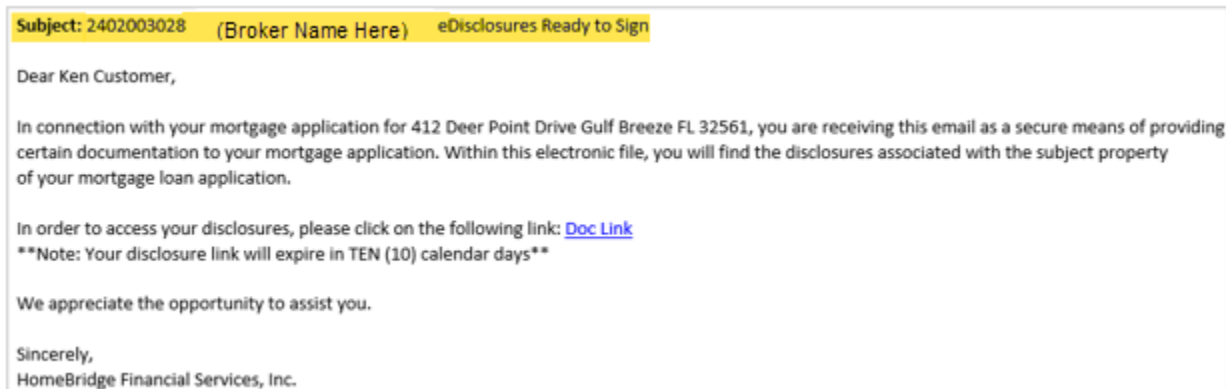 Subject: 2402003028 (Broker Name Here) eDisclosures Ready to Sign
Dear Ken Customer,
In connection with your mortgage application for 412 Deer Point Drive Gulf Breeze FL 32561, you are receiving this email as a secure means of providing
certain documentation to your mortgage application. Within this electronic file, you will find the disclosures associated with the subject property
of your mortgage loan application.
In order to access your disclosures, please click on the following link: Doc Link
**Note: Your disclosure link will expire in TEN (10) calendar days**
We appreciate the opportunity to assist you.
Sincerely,
HomeBridge Financial Services, Inc.